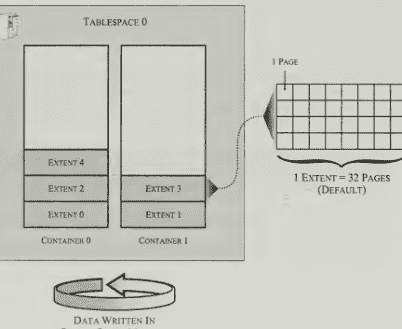 TABLESPACE 0
1 PAGE
EXTENT 4
EXTENT 2
EXTENT 3
EXTENT 0
EXTENT 1
1 EXTENT = 32 PAGES
(DEFAULT)
CONTAINER 0
CONTAINER 1
DATA WRITTEN IN